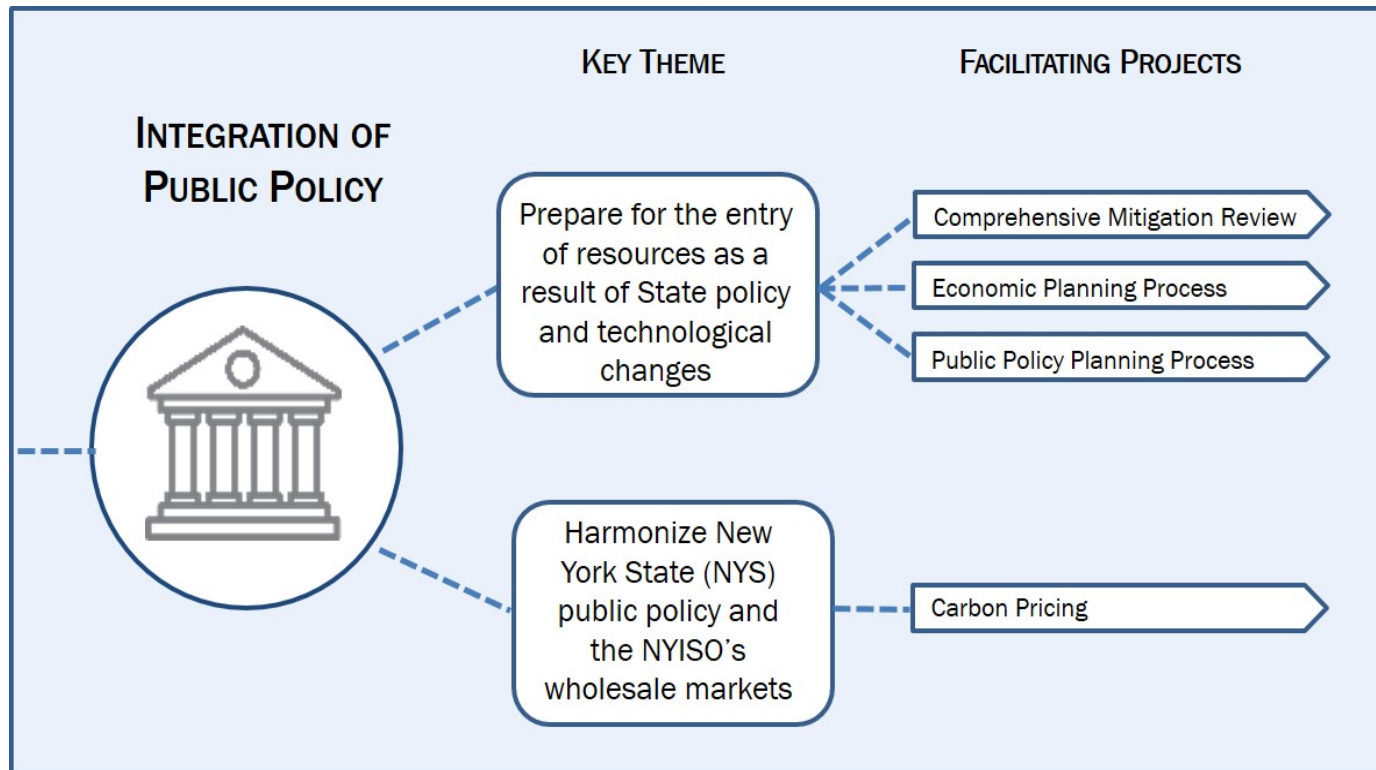 KEY THEME
FACILITATING PROJECTS
INTEGRATION OF
PUBLIC POLICY
Prepare for the entry
of resources as a
result of State policy
and technological
changes
Comprehensive Mitigation Review
Economic Planning Process
Public Policy Planning Process
Harmonize New
York State (NYS)
public policy and
the NYISO’s
wholesale markets
Carbon Pricing